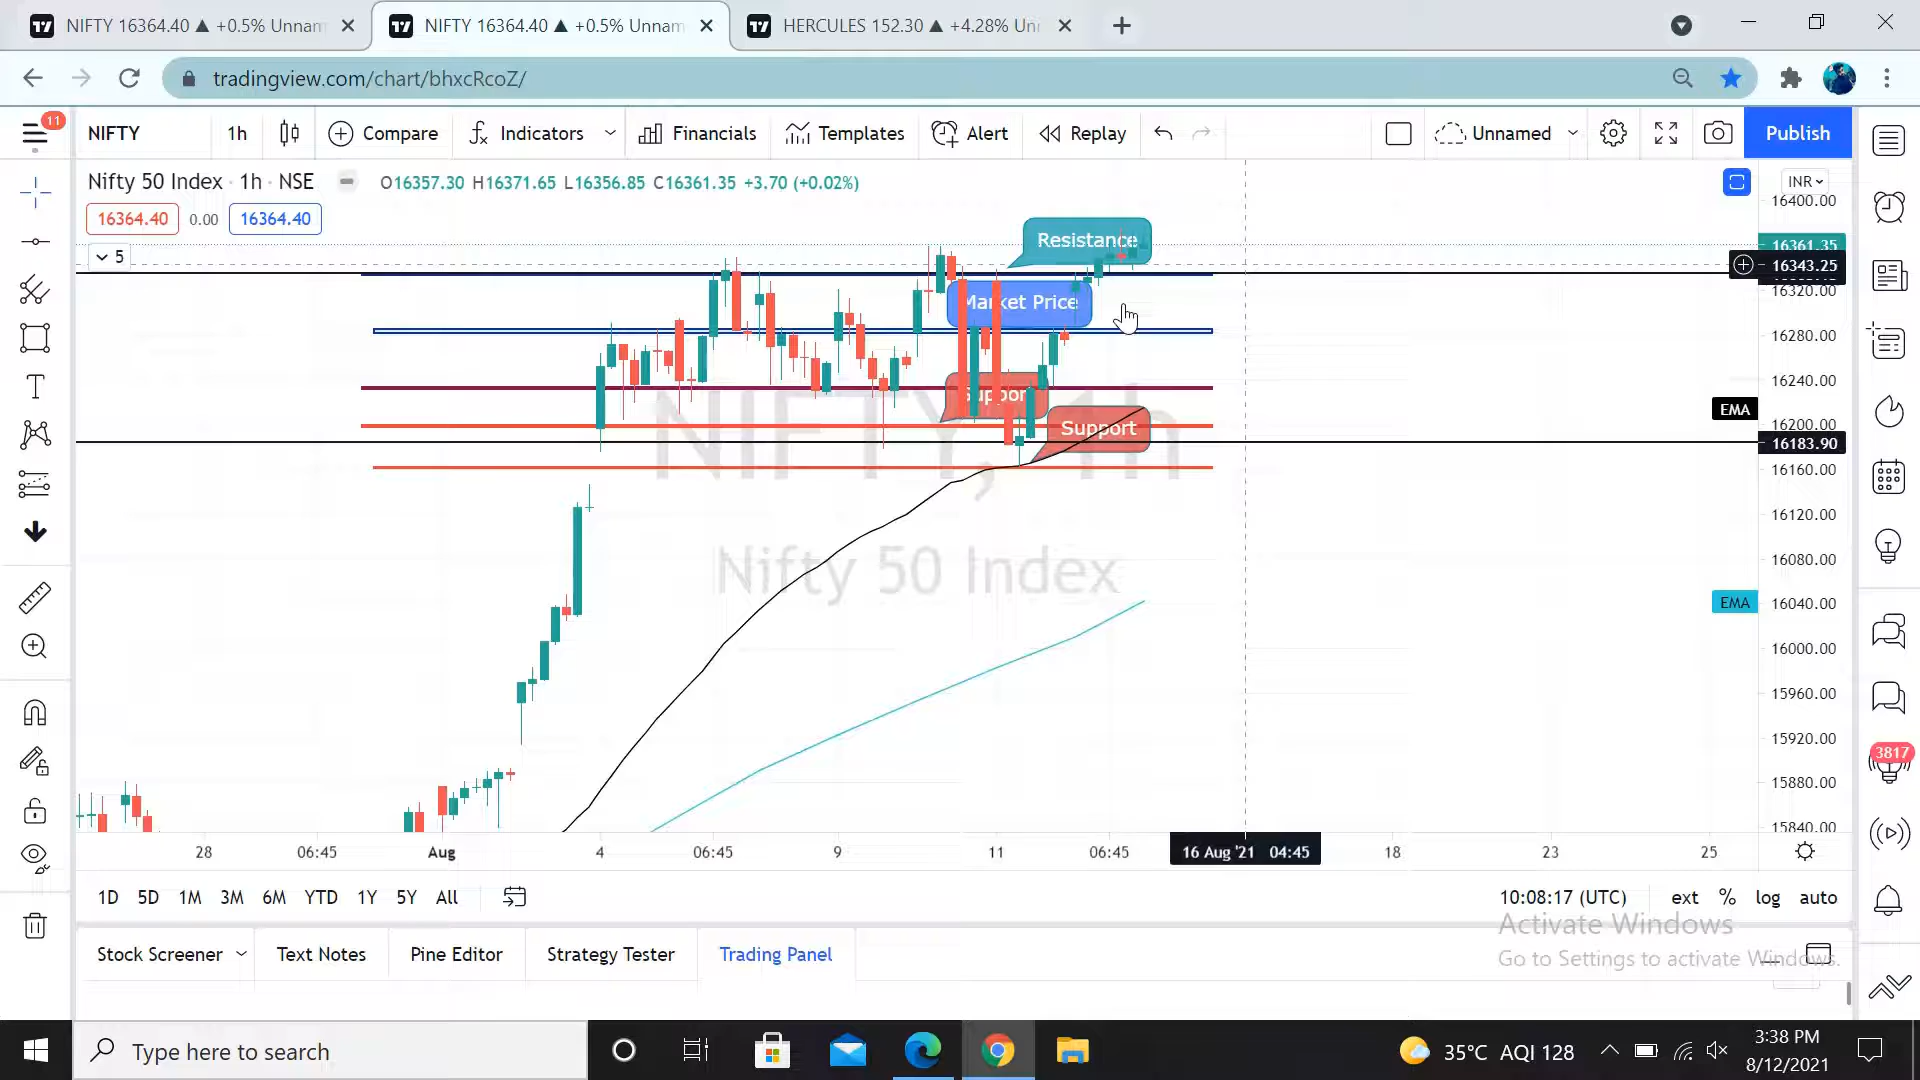 NIFTY 16364.40 ▲ +0.5% Unnam
NIFTY 16364.40 ▲ +0.5% Unnam
HERCULES 152.30 ▲ +4.28% Un
tradingview.com/chart/bhxcRcoZ/
11
NIFTY
1h
Compare
Indicators
Financials
Templates
Alert
Replay
Unnamed
Publish
Nifty 50 Index · 1h · NSE
O16357.30 H16371.65 L16356.85 C16361.35 +3.70 (+0.02%)
INR
16364.40 0.00 16364.40
5
Resistance
Market Price
Support
Support
NIFTY, 1h
Nifty 50 Index
16400.00
16361.35
16343.25
16320.00
16280.00
16240.00
EMA
16200.00
16183.90
16160.00
16120.00
16080.00
EMA
16040.00
16000.00
15960.00
15920.00
15880.00
15840.00
3817
28 06:45 Aug 4 06:45 9 11 06:45 16 Aug '21 04:45 18 23 25
1D 5D 1M 3M 6M YTD 1Y 5Y All
10:08:17 (UTC) ext % log auto
Activate Windows
Go to Settings to activate Windows.
Stock Screener
Text Notes
Pine Editor
Strategy Tester
Trading Panel
Type here to search
35°C AQI 128
3:38 PM
8/12/2021